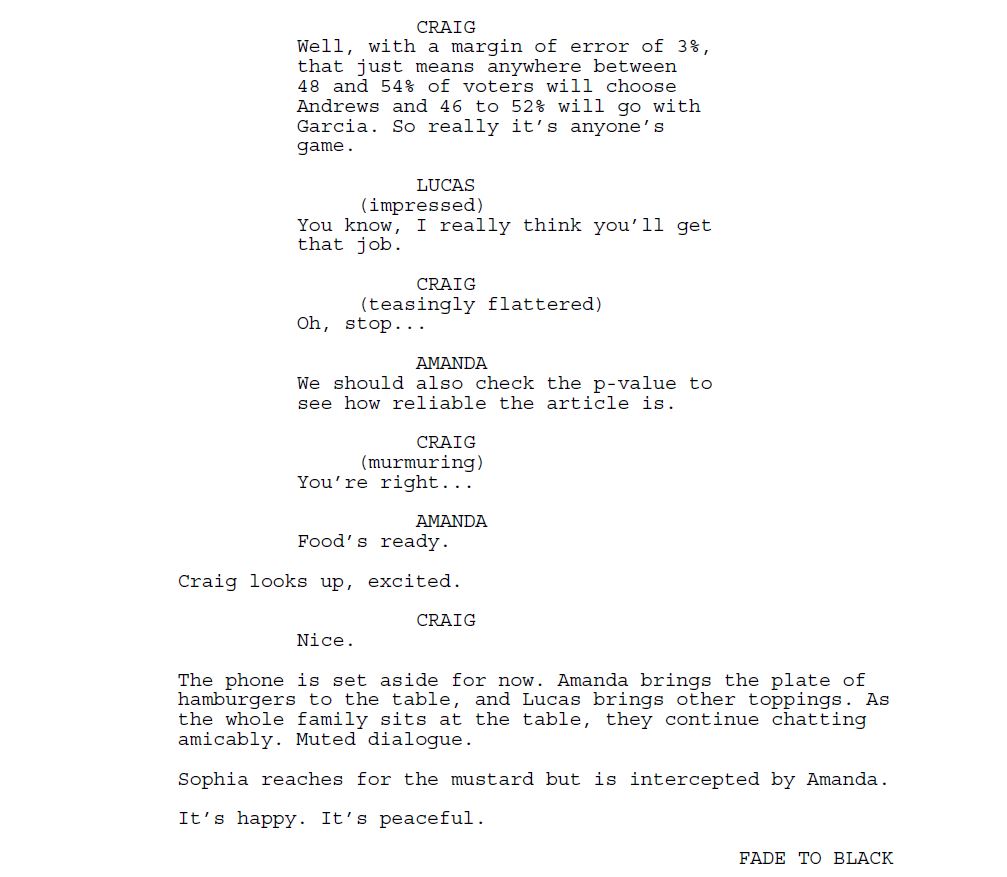 CRAIG
Well, with a margin of error of 3%,
that just means anywhere between
48 and 54% of voters will choose
Andrews and 46 to 52% will go with
Garcia. So really it's anyone's
game.
LUCAS
(impressed)
You know, I really think you'll get
that job.
CRAIG
(teasingly flattered)
Oh, stop...
AMANDA
We should also check the p-value to
see how reliable the article is.
CRAIG
(murmuring)
You're right...
AMANDA
Food's ready.
Craig looks up, excited.
CRAIG
Nice.
The phone is set aside for now. Amanda brings the plate of
hamburgers to the table, and Lucas brings other toppings. As
the whole family sits at the table, they continue chatting
amicably. Muted dialogue.
Sophia reaches for the mustard but is intercepted by Amanda.
It's happy. It's peaceful.
FADE TO BLACK